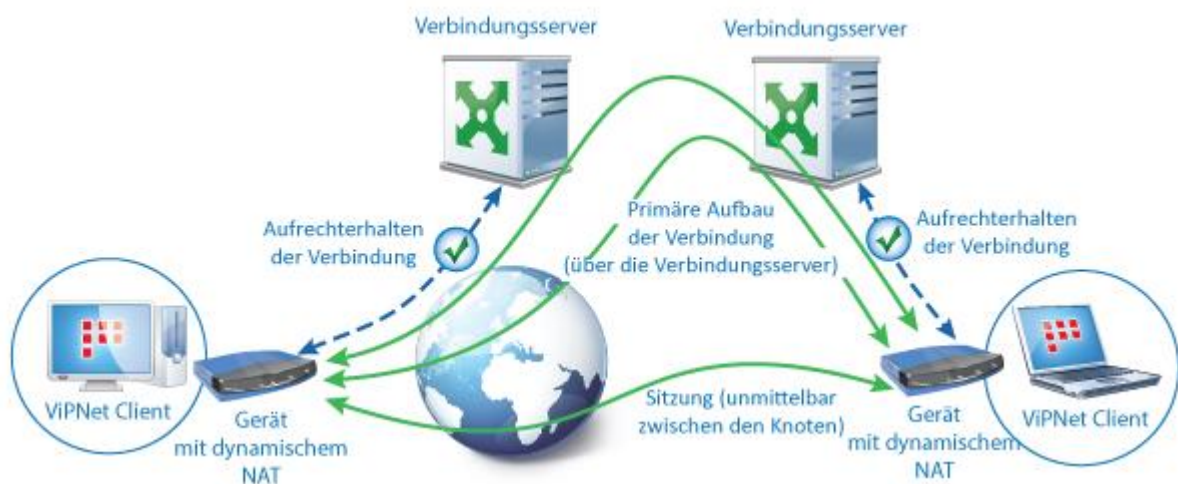 Verbindungsserver
Verbindungsserver
Aufrechterhalten
der Verbindung
Primäre Aufbau
der Verbindung
(über die Verbindungsserver)
Aufrechterhalten
der Verbindung
ViPNet Client
Gerät
mit dynamischem
NAT
Sitzung (unmittelbar
zwischen den Knoten)
Gerät
mit dynamischem
NAT
ViPNet Client